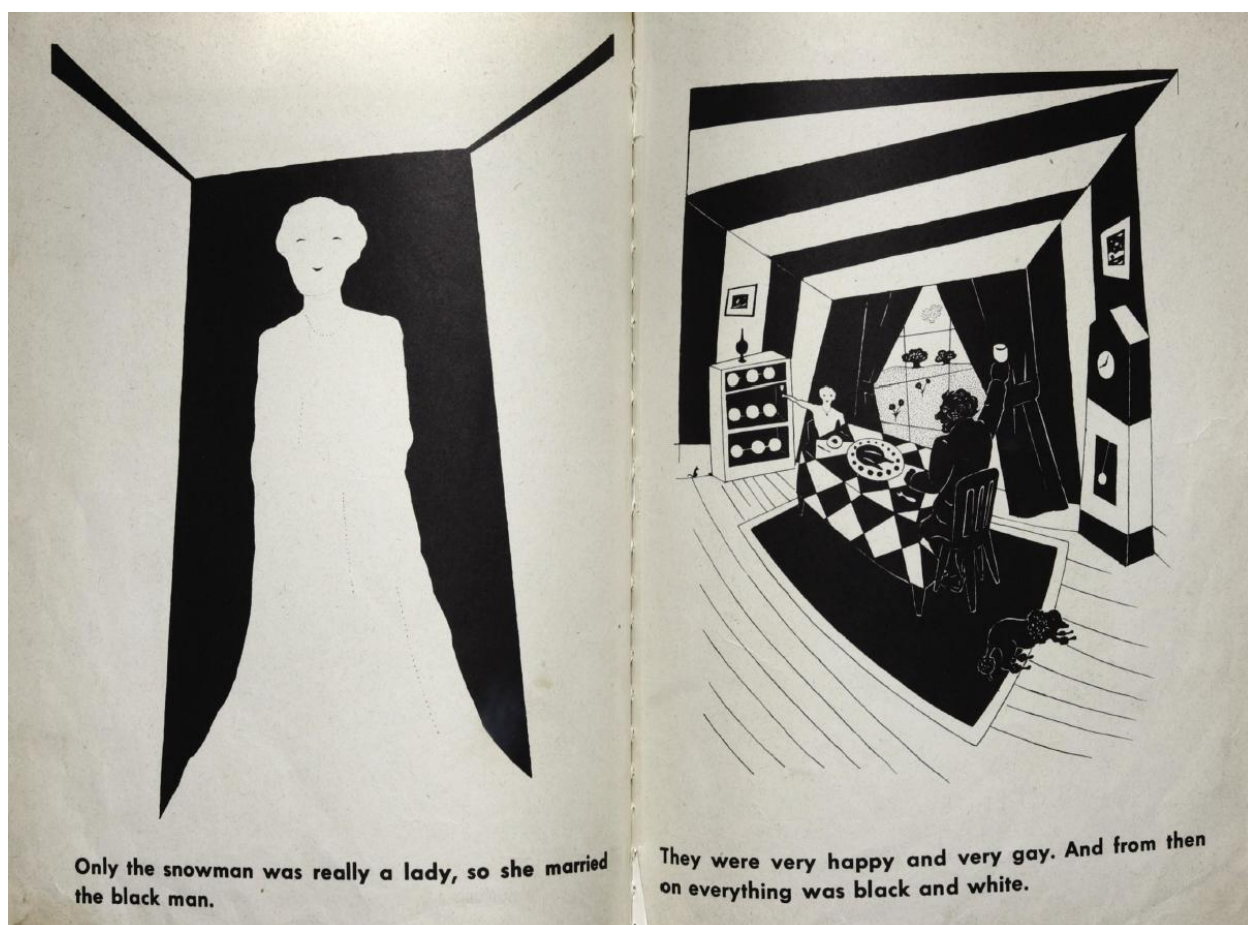 Only the snowman was really a lady, so she married
the black man.
They were very happy and very gay. And from then
on everything was black and white.